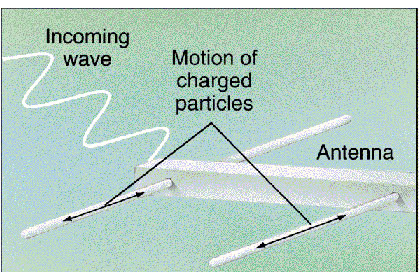 Incoming
wave
Motion of
charged
particles
Antenna